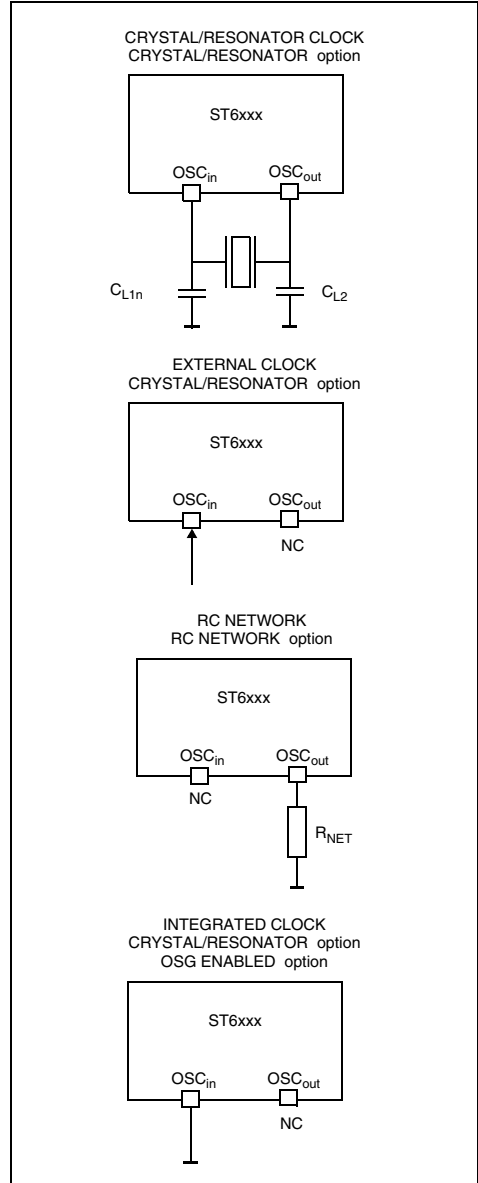 CRYSTAL/RESONATOR CLOCK
CRYSTAL/RESONATOR option
ST6xxx
OSCin OSCout
CL1n CL2
EXTERNAL CLOCK
CRYSTAL/RESONATOR option
ST6xxx
OSCin OSCout
NC
RC NETWORK
RC NETWORK option
ST6xxx
OSCin OSCout
NC
RNET
INTEGRATED CLOCK
CRYSTAL/RESONATOR option
OSG ENABLED option
ST6xxx
OSCin OSCout
NC